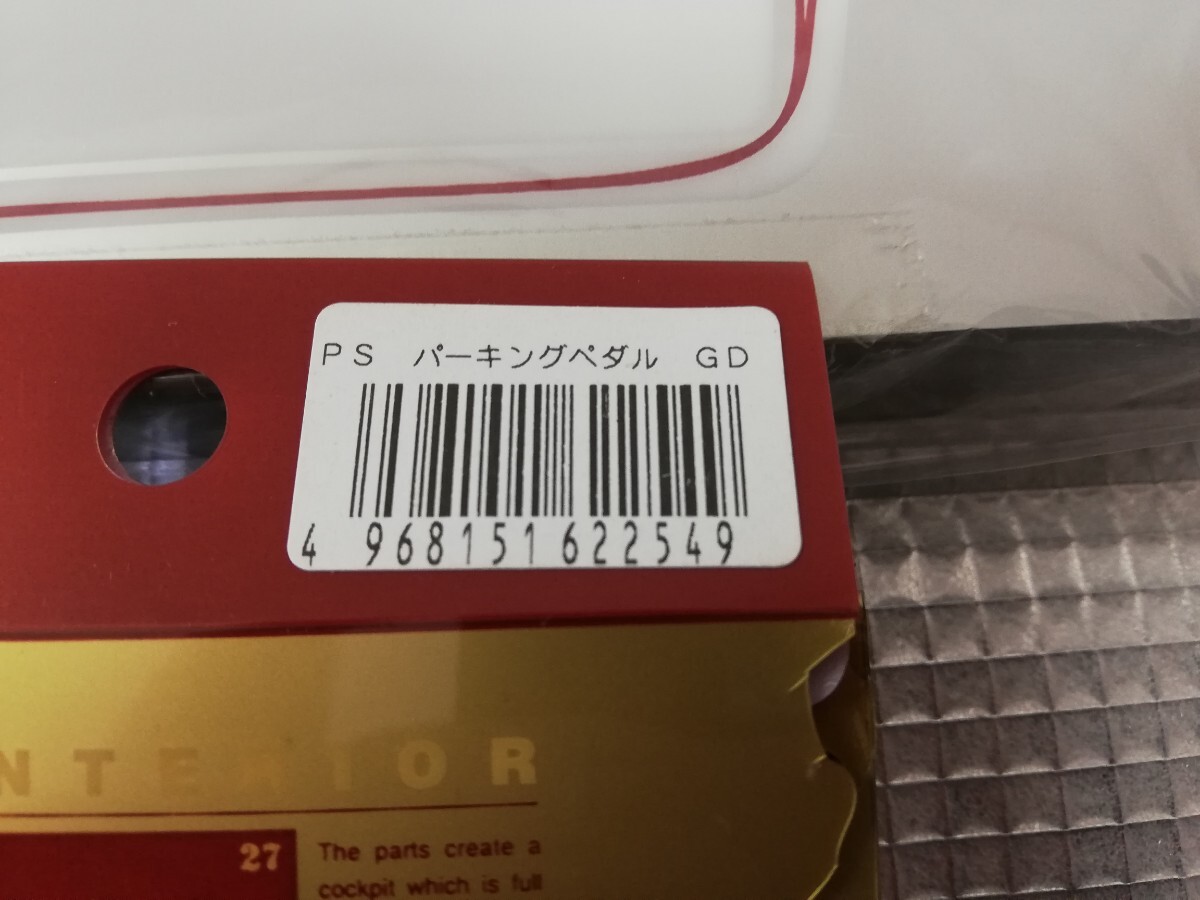 PS パーキングペダル GD
4 968151 622549
NTERIOR
27
The parts create a
cockpit which is full